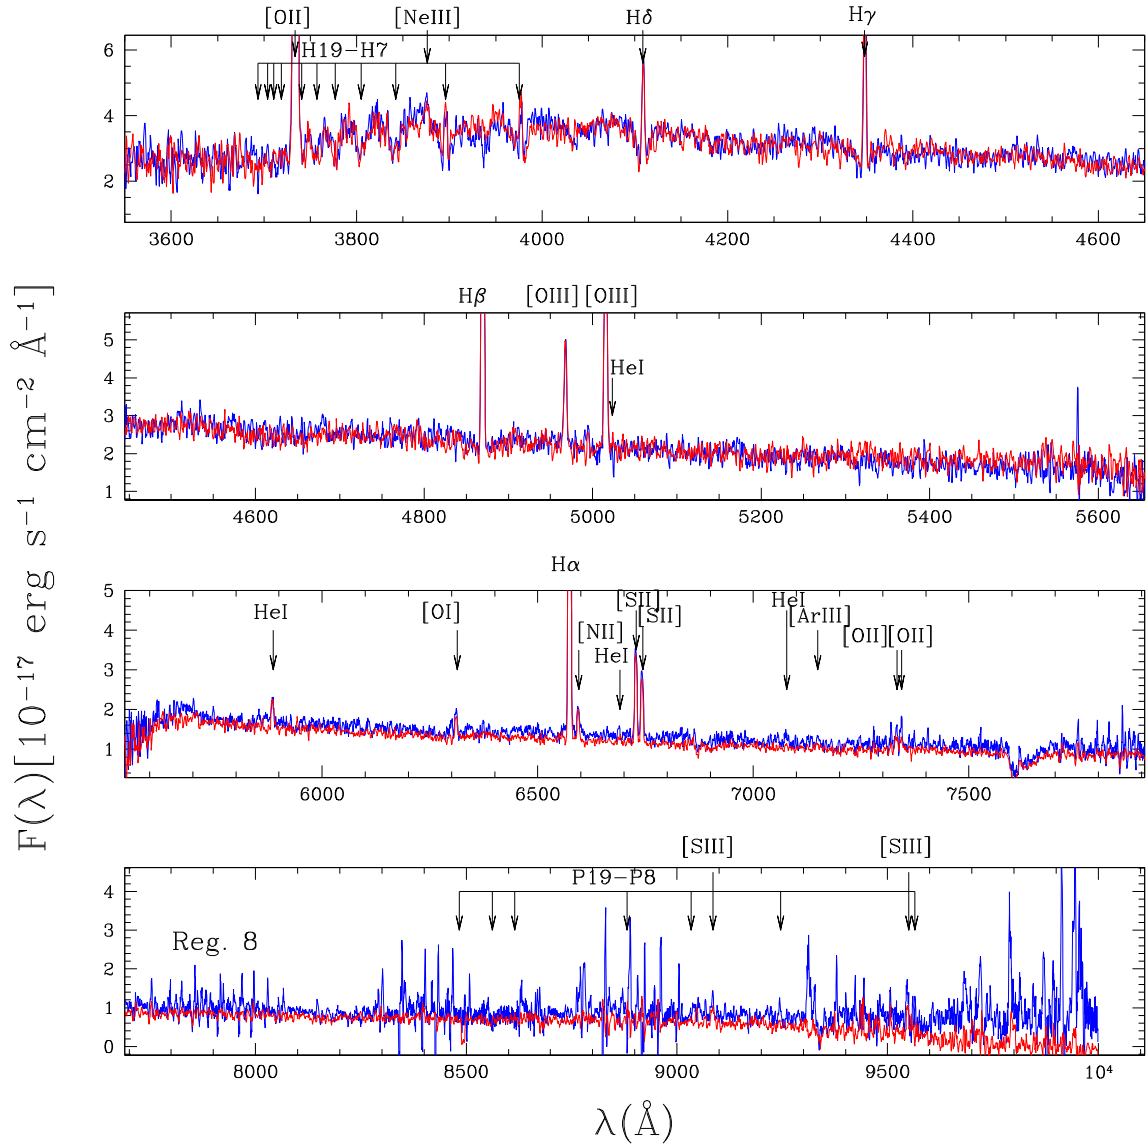 [OII] [NeIII] Hδ Hγ
H19−H7
6
4
2
3600 3800 4000 4200 4400 4600
Hβ [OIII] [OIII]
HeI
5
4
3
2
1
4600 4800 5000 5200 5400 5600
Hα
HeI [OI] [NII] HeI [SII] [SII] HeI [ArIII] [OII] [OII]
5
4
3
2
1
6000 6500 7000 7500
[SIII] [SIII]
P19−P8
Reg. 8
4
3
2
1
0
8000 8500 9000 9500 10⁴
λ(Å)
F(λ)[10⁻¹⁷ erg s⁻¹ cm⁻² Å⁻¹]